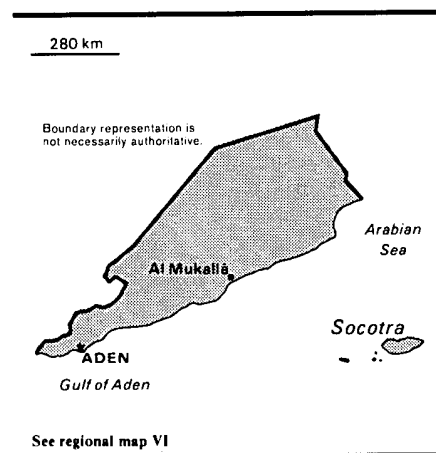 280 km
Boundary representation is
not necessarily authoritative.
Arabian
Sea
Al Mukallā
Socotra
ADEN
Gulf of Aden
See regional map VI